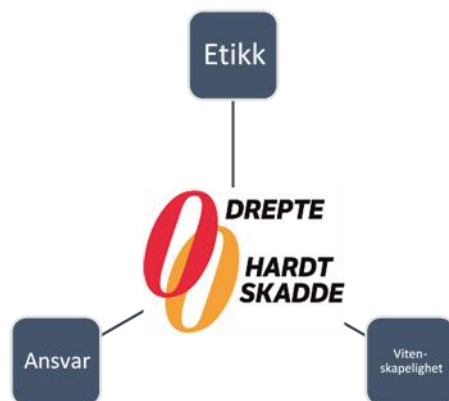 Etikk
0 DREPTE
0 HARDT
SKADDE
Ansvar
Viten-
skapelighet